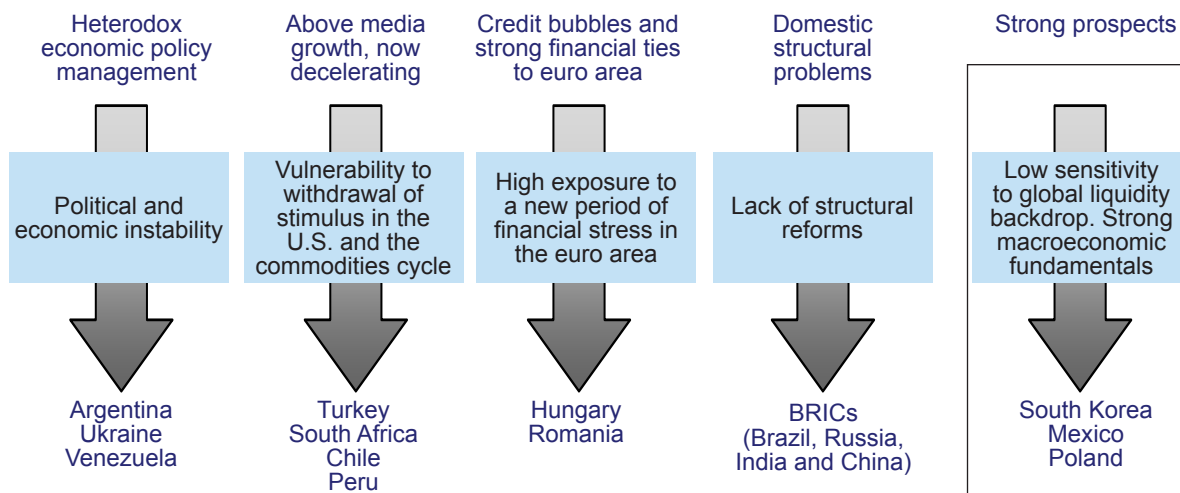 Heterodox
economic policy
management
Above media
growth, now
decelerating
Credit bubbles and
strong financial ties
to euro area
Domestic
structural
problems
Strong prospects
Political and
economic instability
Vulnerability to
withdrawal of
stimulus in the
U.S. and the
commodities cycle
High exposure to
a new period of
financial stress in
the euro area
Lack of structural
reforms
Low sensitivity
to global liquidity
backdrop. Strong
macroeconomic
fundamentals
Argentina
Ukraine
Venezuela
Turkey
South Africa
Chile
Peru
Hungary
Romania
BRICs
(Brazil, Russia,
India and China)
South Korea
Mexico
Poland